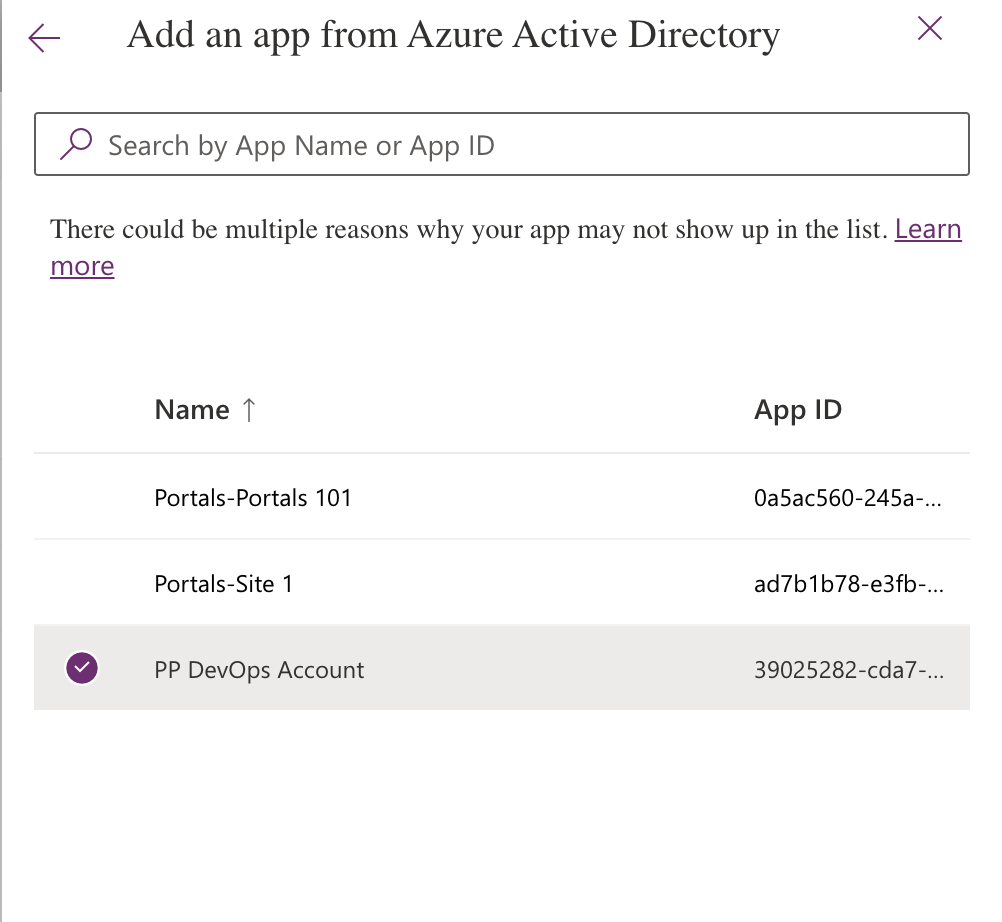 Add an app from Azure Active Directory
Search by App Name or App ID
There could be multiple reasons why your app may not show up in the list. Learn
more
Name ↑ App ID
Portals-Portals 101 0a5ac560-245a-...
Portals-Site 1 ad7b1b78-e3fb-...
PP DevOps Account 39025282-cda7-...